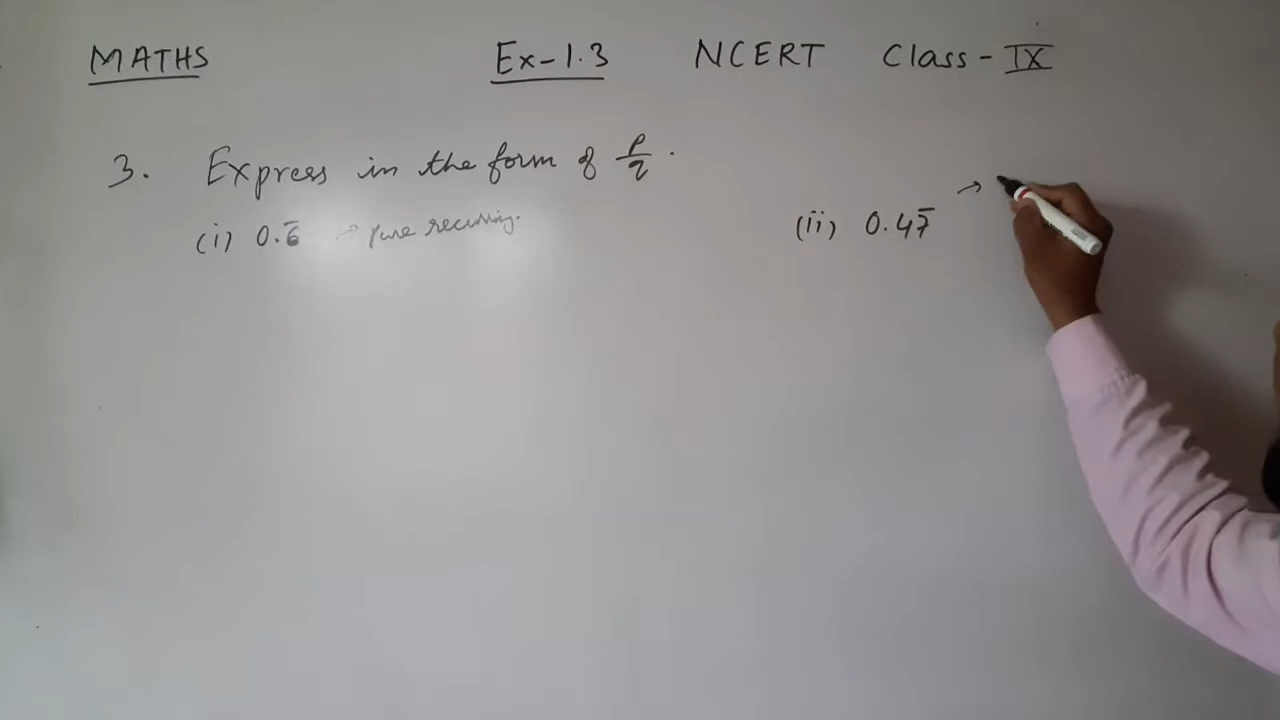 MATHS Ex-1.3 NCERT Class-IX
3. Express in the form of p/q.
(i) 0.6̅ → pure recurring. (ii) 0.47̅ →